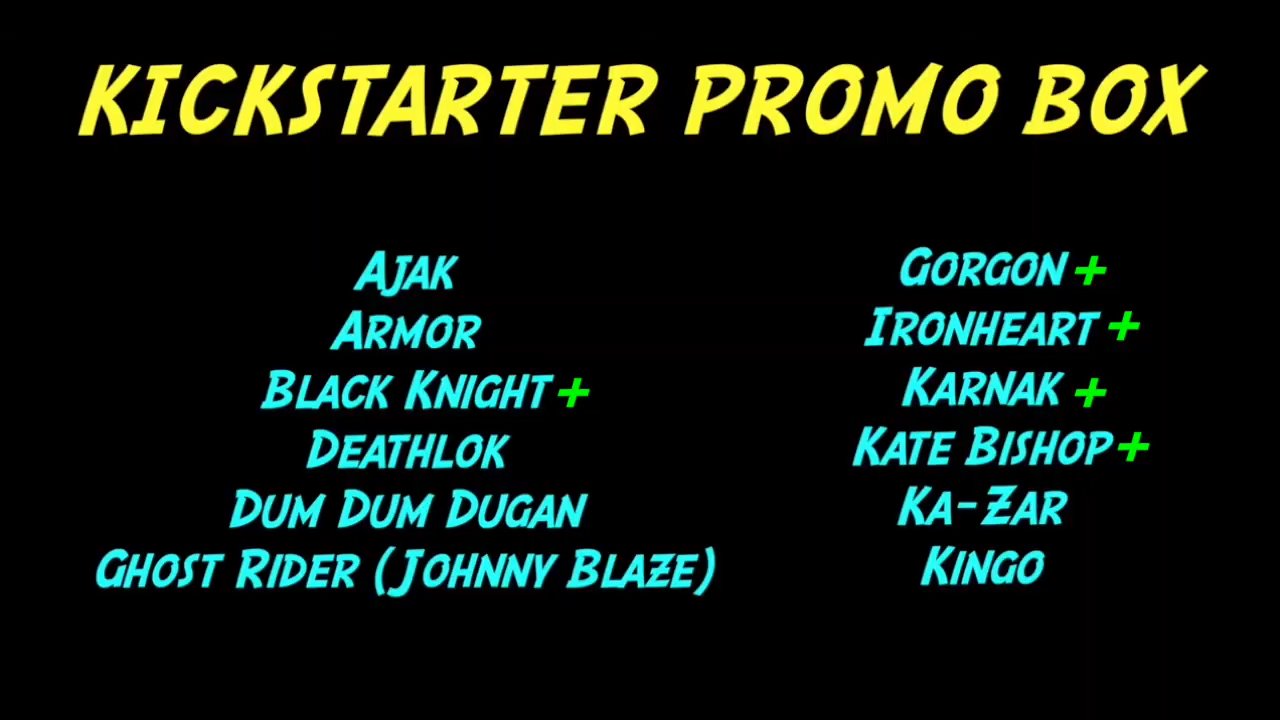 KICKSTARTER PROMO BOX
AJAK
ARMOR
BLACK KNIGHT +
DEATHLOK
DUM DUM DUGAN
GHOST RIDER (JOHNNY BLAZE)
GORGON +
IRONHEART +
KARNAK +
KATE BISHOP +
KA-ZAR
KINGO